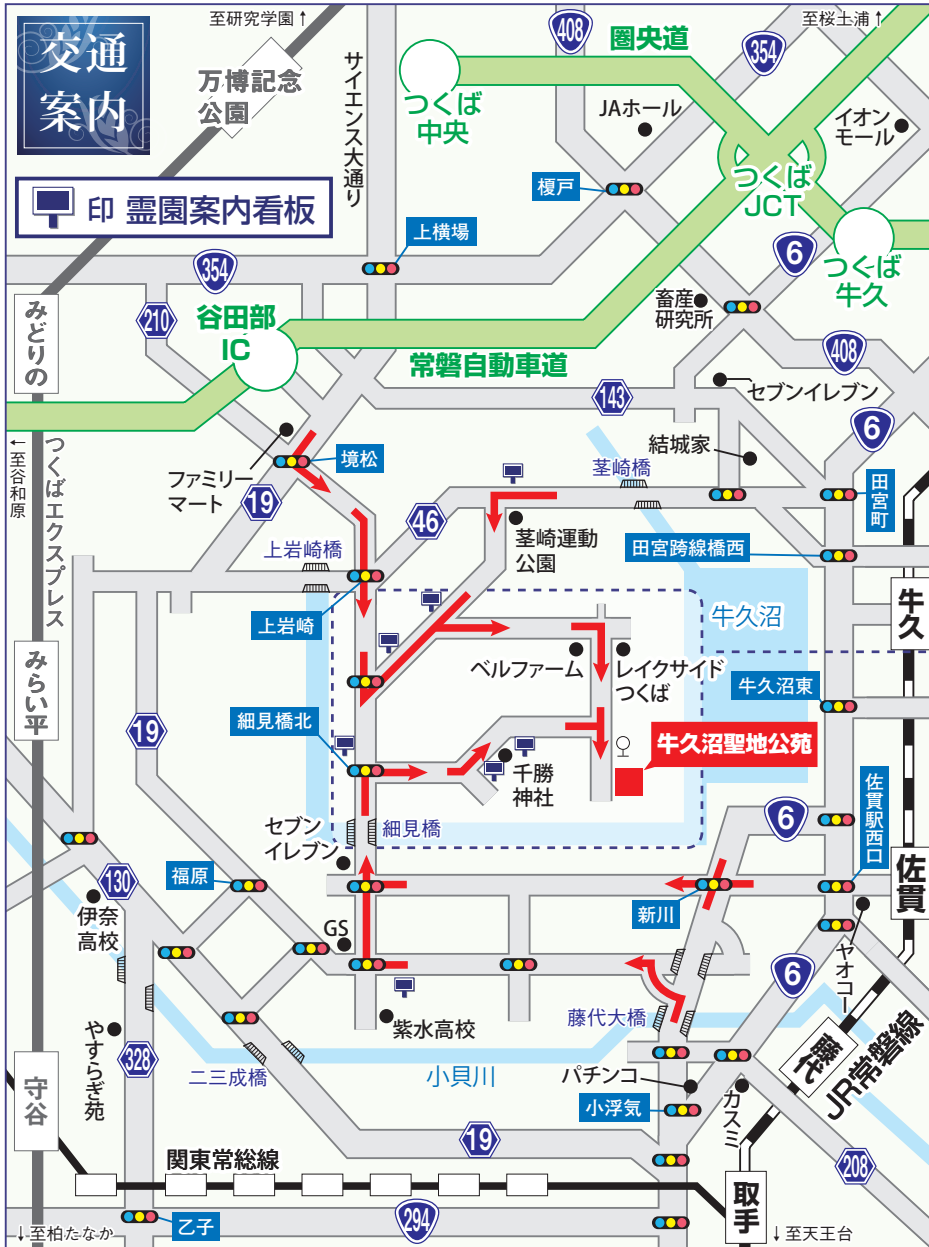 交通
案内
至研究学園↑
万博記念
公園
サイエンス大通り
408
圏央道
至桜土浦↑
354
つくば
中央
JAホール
イオン
モール
印 霊園案内看板
榎戸
つくば
JCT
上横場
6
つくば
牛久
354
210
谷田部
IC
畜産
研究所
みどりの
常磐自動車道
408
セブンイレブン
143
6
←至谷和原
つくばエクスプレス
ファミリー
マート
境松
結城家
茎崎橋
19
46
田宮町
上岩崎橋
茎崎運動
公園
田宮跨線橋西
上岩崎
牛久沼
牛久
みらい平
ベルファーム
レイクサイド
つくば
牛久沼東
19
細見橋北
牛久沼聖地公苑
千勝
神社
佐貫駅西口
セブン
イレブン
細見橋
6
130
福原
佐貫
伊奈
高校
新川
GS
ヤオコー
6
藤代大橋
紫水高校
やすらぎ苑
328
二三成橋
小貝川
パチンコ
藤代
JR常磐線
守谷
カスミ
小浮気
19
関東常総線
208
取手
294
乙子
↓至柏たなか
↓至天王台